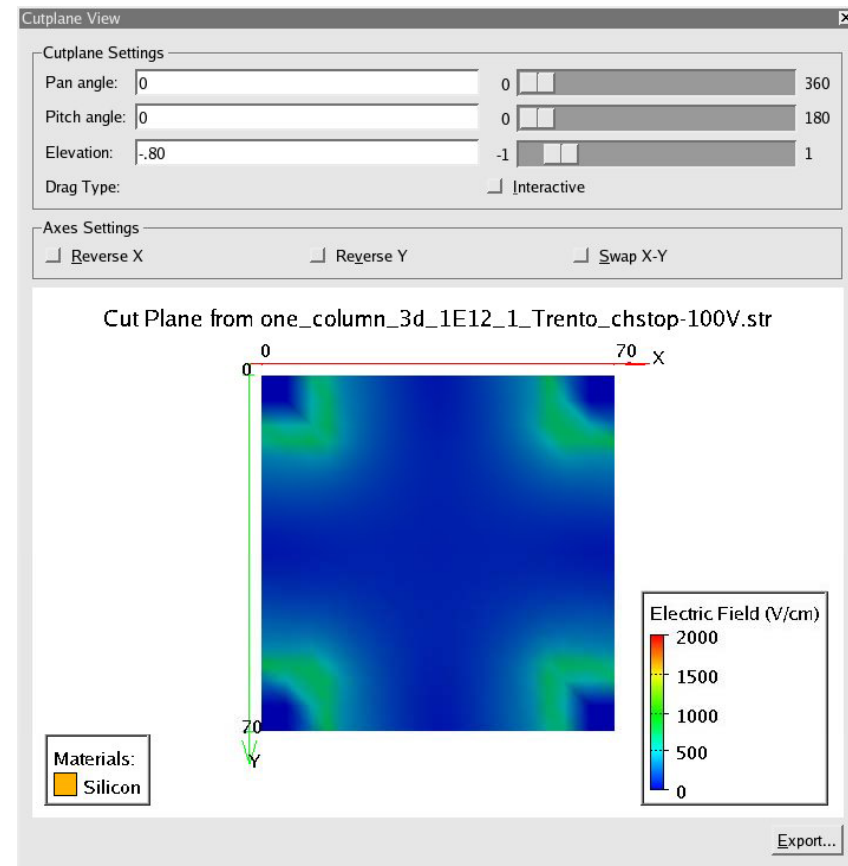 Cutplane View
Cutplane Settings
Pan angle: 0 0 360
Pitch angle: 0 0 180
Elevation: -.80 -1 1
Drag Type: Interactive
Axes Settings
Reverse X Reverse Y Swap X-Y
Cut Plane from one_column_3d_1E12_1_Trento_chstop-100V.str
0 70 X
0
Electric Field (V/cm)
2000
1500
1000
500
0
70
Y
Materials:
Silicon
Export...